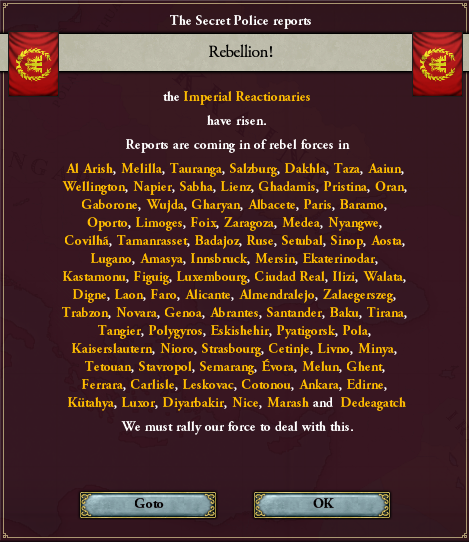 The Secret Police reports
Rebellion!
the Imperial Reactionaries
have risen.
Reports are coming in of rebel forces in
Al Arish, Melilla, Tauranga, Salzburg, Dakhla, Taza, Aaiun,
Wellington, Napier, Sabha, Lienz, Ghadamis, Pristina, Oran,
Gaborone, Wujda, Gharyan, Albacete, Paris, Baramo,
Oporto, Limoges, Foix, Zaragoza, Medea, Nyangwe,
Covilhá, Tamanrasset, Badajoz, Ruse, Setubal, Sinop, Aosta,
Lugano, Amasya, Innsbruck, Mersin, Ekaterinodar,
Kastamonu, Figuig, Luxembourg, Ciudad Real, Ilizi, Walata,
Digne, Laon, Faro, Alicante, Almendralejo, Zalaegerszeg,
Trabzon, Novara, Genoa, Abrantes, Santander, Baku, Tirana,
Tangier, Polygyros, Eskishehir, Pyatigorsk, Pola,
Kaiserslautern, Nioro, Strasbourg, Cetinje, Livno, Minya,
Tetouan, Stavropol, Semarang, Évora, Melun, Ghent,
Ferrara, Carlisle, Leskovac, Cotonou, Ankara, Edirne,
Kütahya, Luxor, Diyarbakir, Nice, Marash and Dedeagatch
We must rally our force to deal with this.
Goto OK